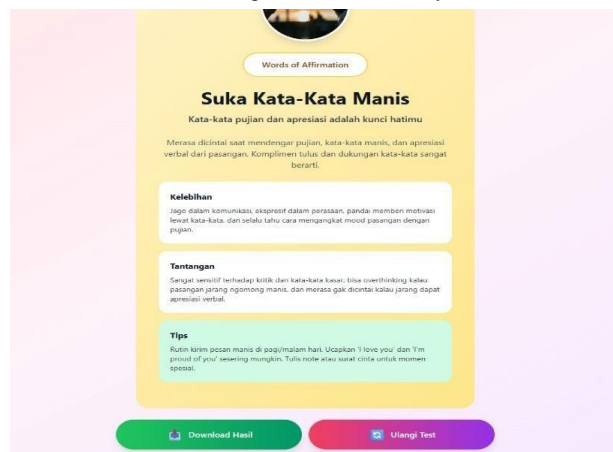 Words of Affirmation
Suka Kata-Kata Manis
Kata-kata pujian dan apresiasi adalah kunci hatimu
Merasa dicintai saat mendengar pujian, kata-kata manis, dan apresiasi
verbal dari pasangan. Komplimen tulus dan dukungan kata-kata sangat
berarti.
Kelebihan
Jago dalam komunikasi, ekspresif dalam perasaan, pandai memberi motivasi
lewat kata-kata, dan selalu tahu cara mengangkat mood pasangan dengan
pujian.
Tantangan
Sangat sensitif terhadap kritik dan kata-kata kasar, bisa overthinking kalau
pasangan jarang ngomong manis, dan merasa gak dicintai kalau jarang dapat
apresiasi verbal.
Tips
Rutin kirim pesan manis di pagi/malam hari. Ucapkan 'I love you' dan 'I'm
proud of you' sesering mungkin. Tulis note atau surat cinta untuk momen
spesial.
Download Hasil
Ulangi Test